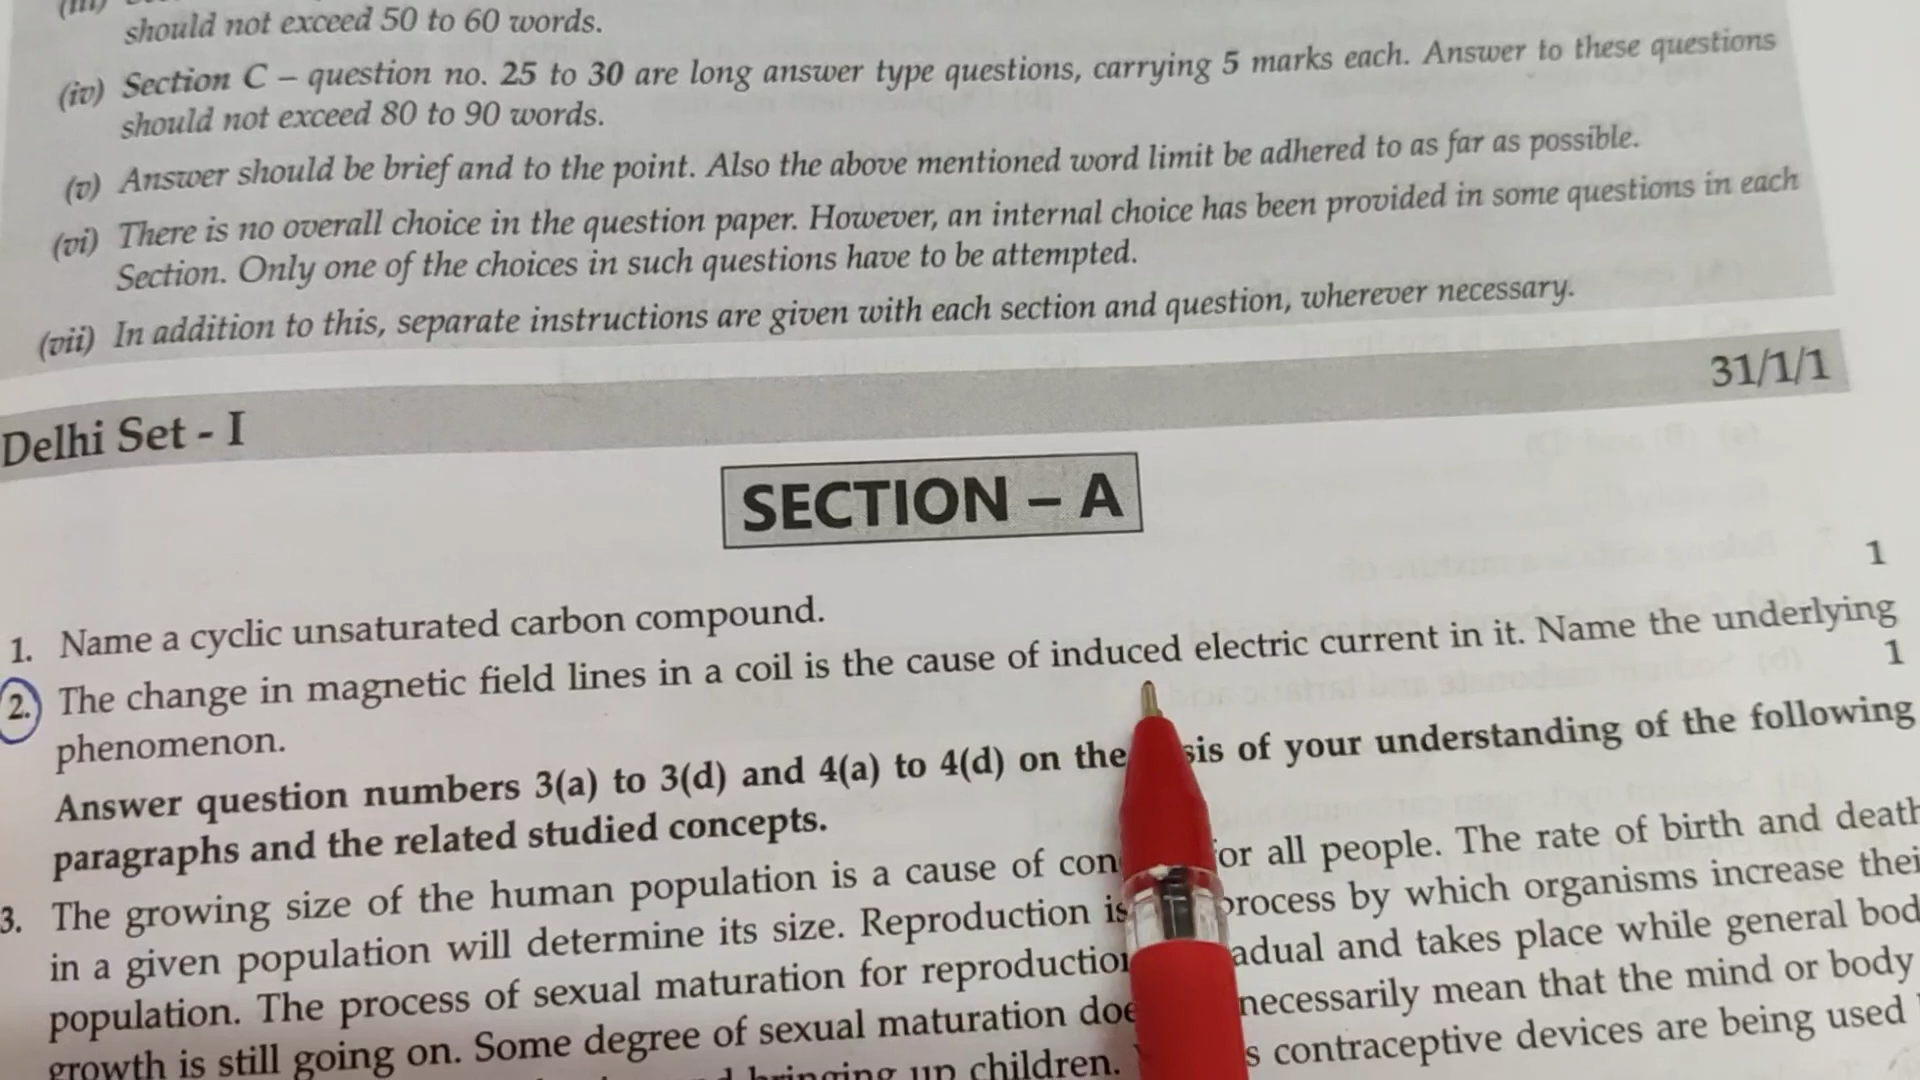 should not exceed 50 to 60 words.
(iv) Section C – question no. 25 to 30 are long answer type questions, carrying 5 marks each. Answer to these questions
should not exceed 80 to 90 words.
(v) Answer should be brief and to the point. Also the above mentioned word limit be adhered to as far as possible.
(vi) There is no overall choice in the question paper. However, an internal choice has been provided in some questions in each
Section. Only one of the choices in such questions have to be attempted.
(vii) In addition to this, separate instructions are given with each section and question, wherever necessary.
Delhi Set - I 31/1/1
SECTION – A
1. Name a cyclic unsaturated carbon compound. 1
2. The change in magnetic field lines in a coil is the cause of induced electric current in it. Name the underlying
phenomenon. 1
Answer question numbers 3(a) to 3(d) and 4(a) to 4(d) on the of your understanding of the following
paragraphs and the related studied concepts.
3. The growing size of the human population is a cause of for all people. The rate of birth and death
in a given population will determine its size. Reproduction is process by which organisms increase
population. The process of sexual maturation for and takes place while general
growth is still going on. Some degree of sexual maturation necessarily mean that the mind or body
bringing up children. contraceptive devices are being used